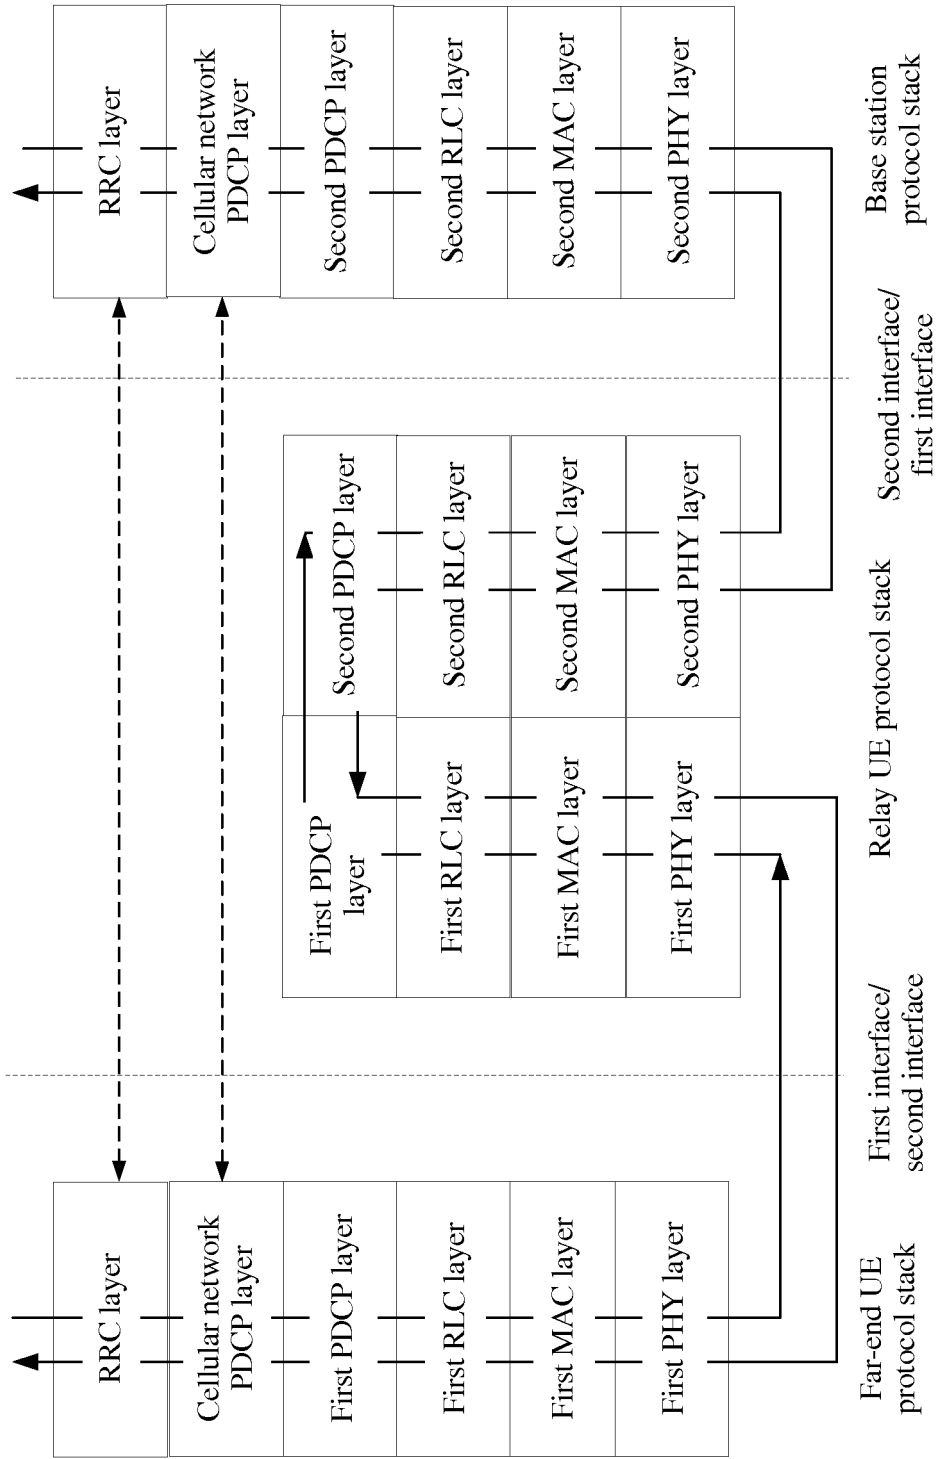 RRC layer
Cellular network
PDCP layer
First PDCP layer
First RLC layer
First MAC layer
First PHY layer
Far-end UE
protocol stack
First interface/
second interface
First PDCP
layer
First RLC layer
First MAC layer
First PHY layer
Second PDCP layer
Second RLC layer
Second MAC layer
Second PHY layer
Relay UE protocol stack
Second interface/
first interface
RRC layer
Cellular network
PDCP layer
Second PDCP layer
Second RLC layer
Second MAC layer
Second PHY layer
Base station
protocol stack